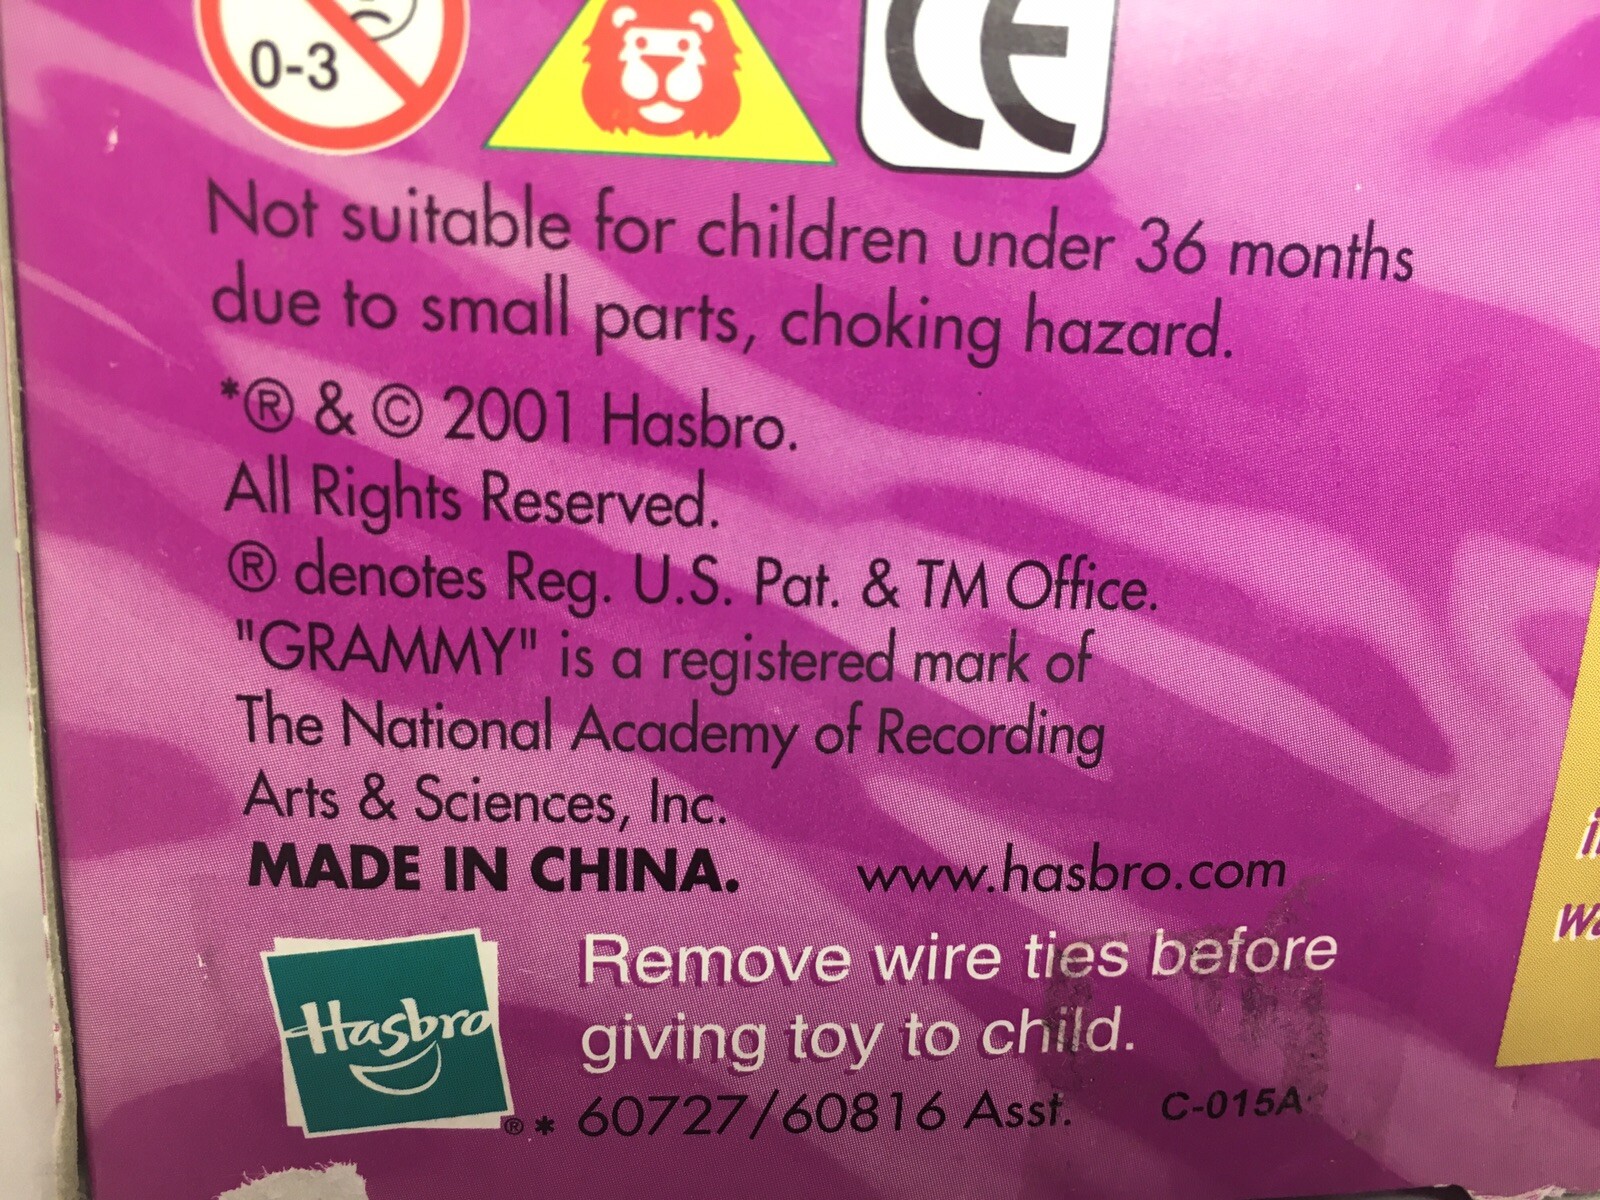 0-3
CE
Not suitable for children under 36 months
due to small parts, choking hazard.
*® & © 2001 Hasbro.
All Rights Reserved.
® denotes Reg. U.S. Pat. & TM Office.
"GRAMMY" is a registered mark of
The National Academy of Recording
Arts & Sciences, Inc.
MADE IN CHINA. www.hasbro.com
Remove wire ties before
giving toy to child.
Hasbro
®* 60727/60816 Asst. C-015A